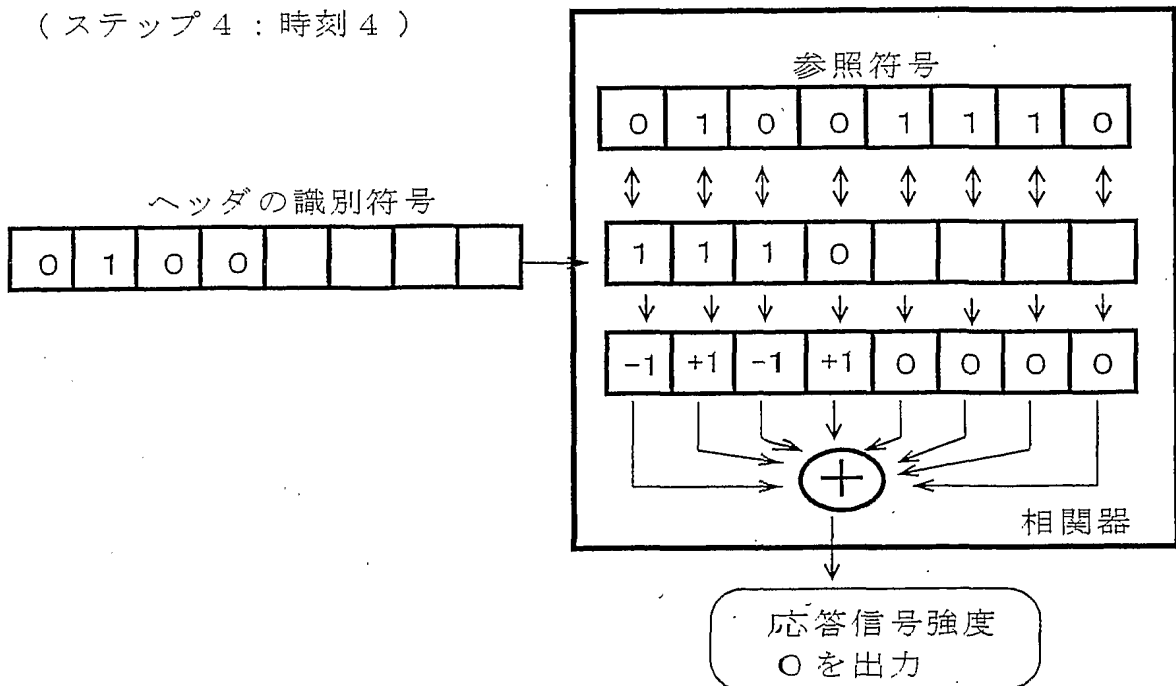 （ステップ４：時刻４）
参照符号
0 1 0 0 1 1 1 0
ヘッダの識別符号
0 1 0 0
1 1 1 0
-1 +1 -1 +1 0 0 0 0
+
相関器
応答信号強度
0を出力